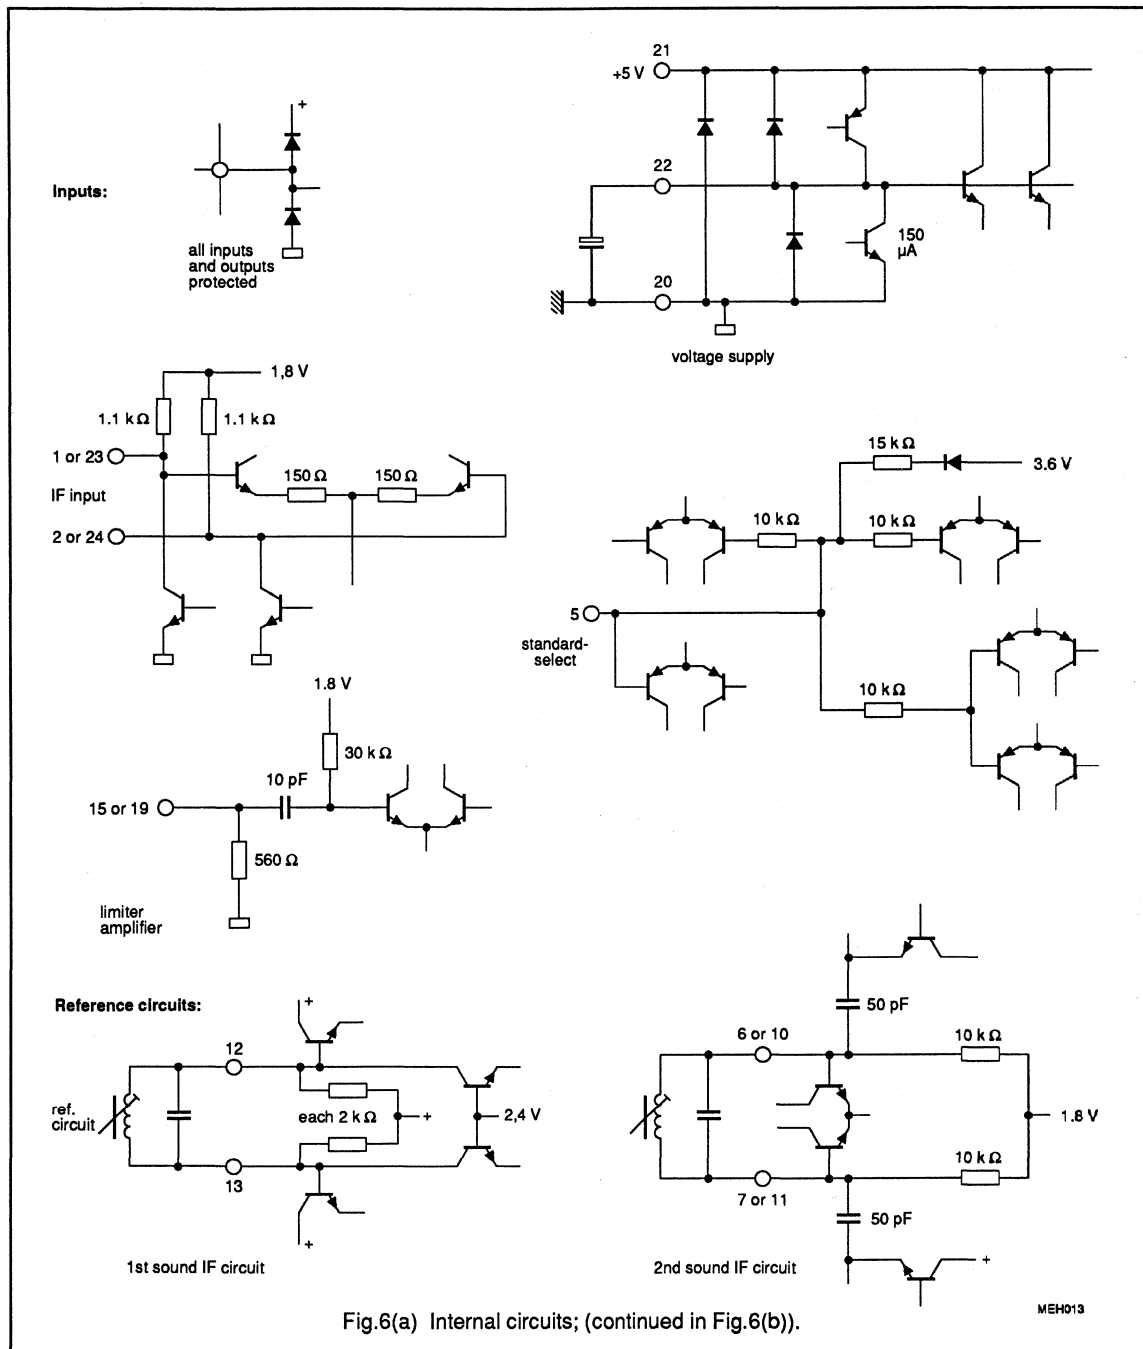 Inputs:
+
all inputs
and outputs
protected
21
+5 V
22
150
µA
20
voltage supply
1,8 V
1.1 kΩ
1.1 kΩ
1 or 23
150 Ω
150 Ω
IF input
2 or 24
15 kΩ
3.6 V
10 kΩ
10 kΩ
5
standard-
select
10 kΩ
1.8 V
30 kΩ
10 pF
15 or 19
560 Ω
limiter
amplifier
Reference circuits:
+
12
ref.
circuit
each 2 kΩ
+
2,4 V
13
+
1st sound IF circuit
50 pF
6 or 10
10 kΩ
1.8 V
10 kΩ
7 or 11
50 pF
+
2nd sound IF circuit
MEH013
Fig.6(a) Internal circuits; (continued in Fig.6(b)).